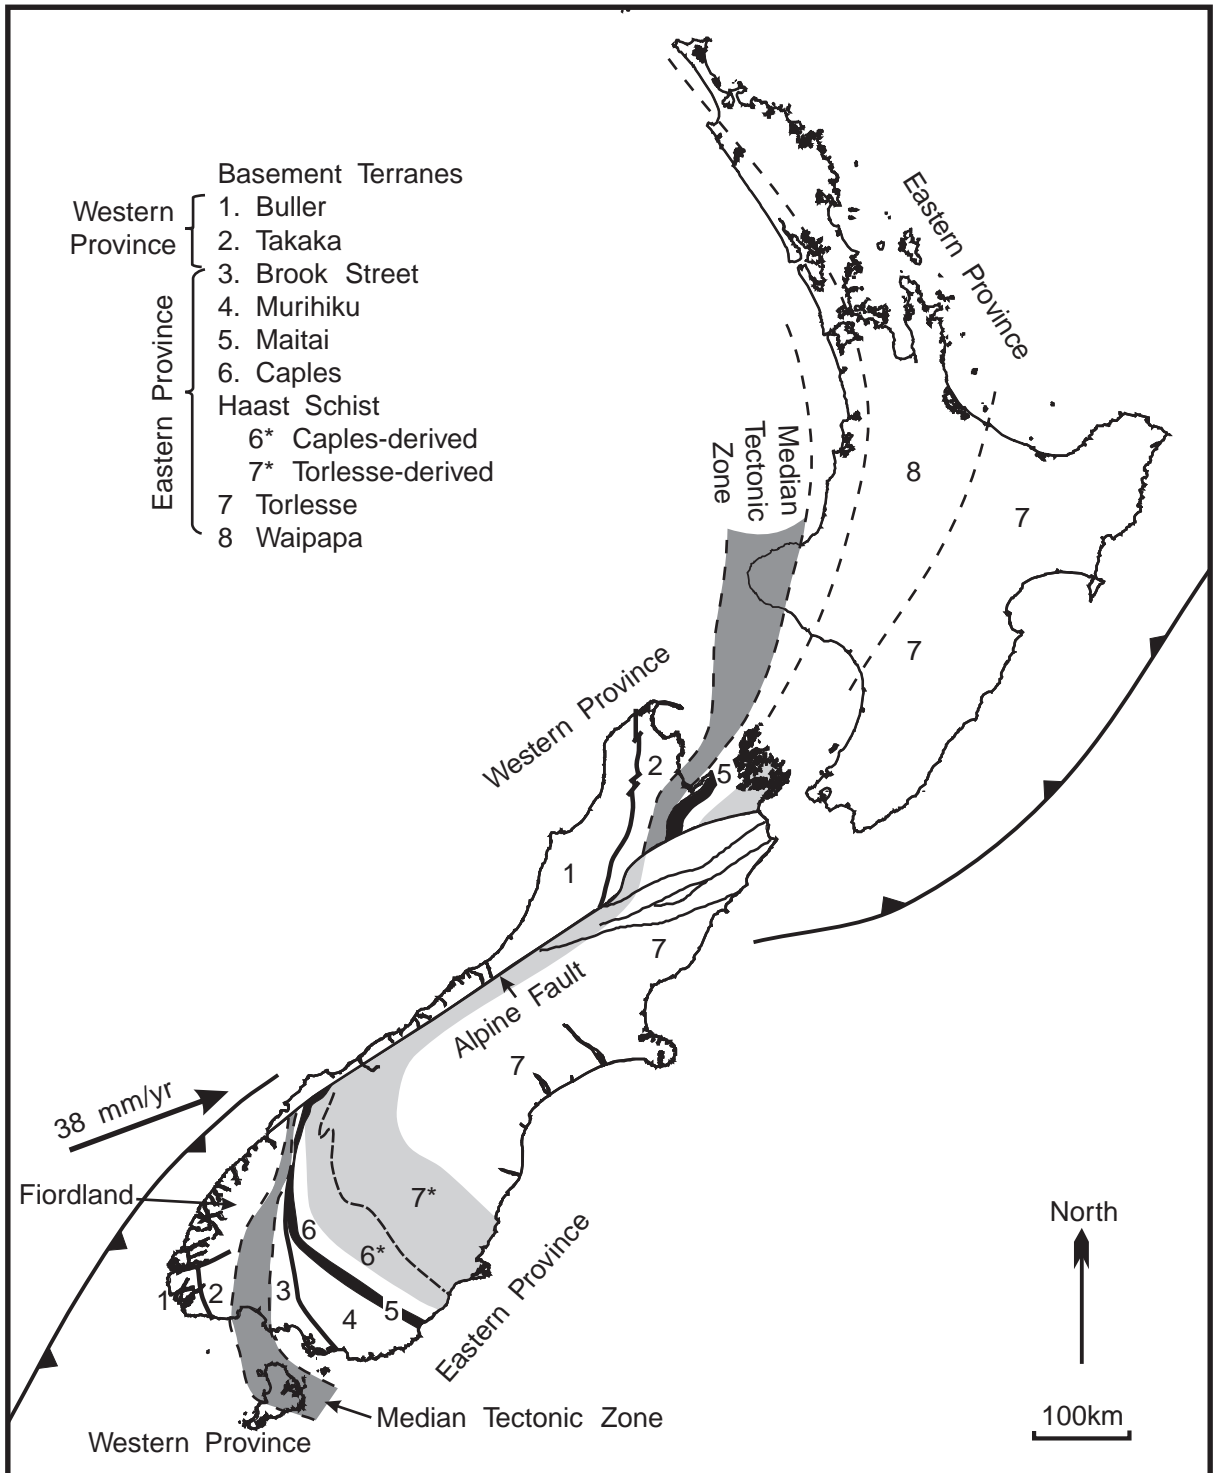 Basement Terranes
Western
Province
1. Buller
2. Takaka
Eastern Province
3. Brook Street
4. Murihiku
5. Maitai
6. Caples
Haast Schist
6* Caples-derived
7* Torlesse-derived
7 Torlesse
8 Waipapa
Eastern Province
Median
Tectonic
Zone
8
7
7
Western Province
2
5
1
7
Alpine Fault
7
38 mm/yr
Fiordland
7*
6
6*
1
2
3
4
5
Eastern Province
North
100km
Median Tectonic Zone
Western Province